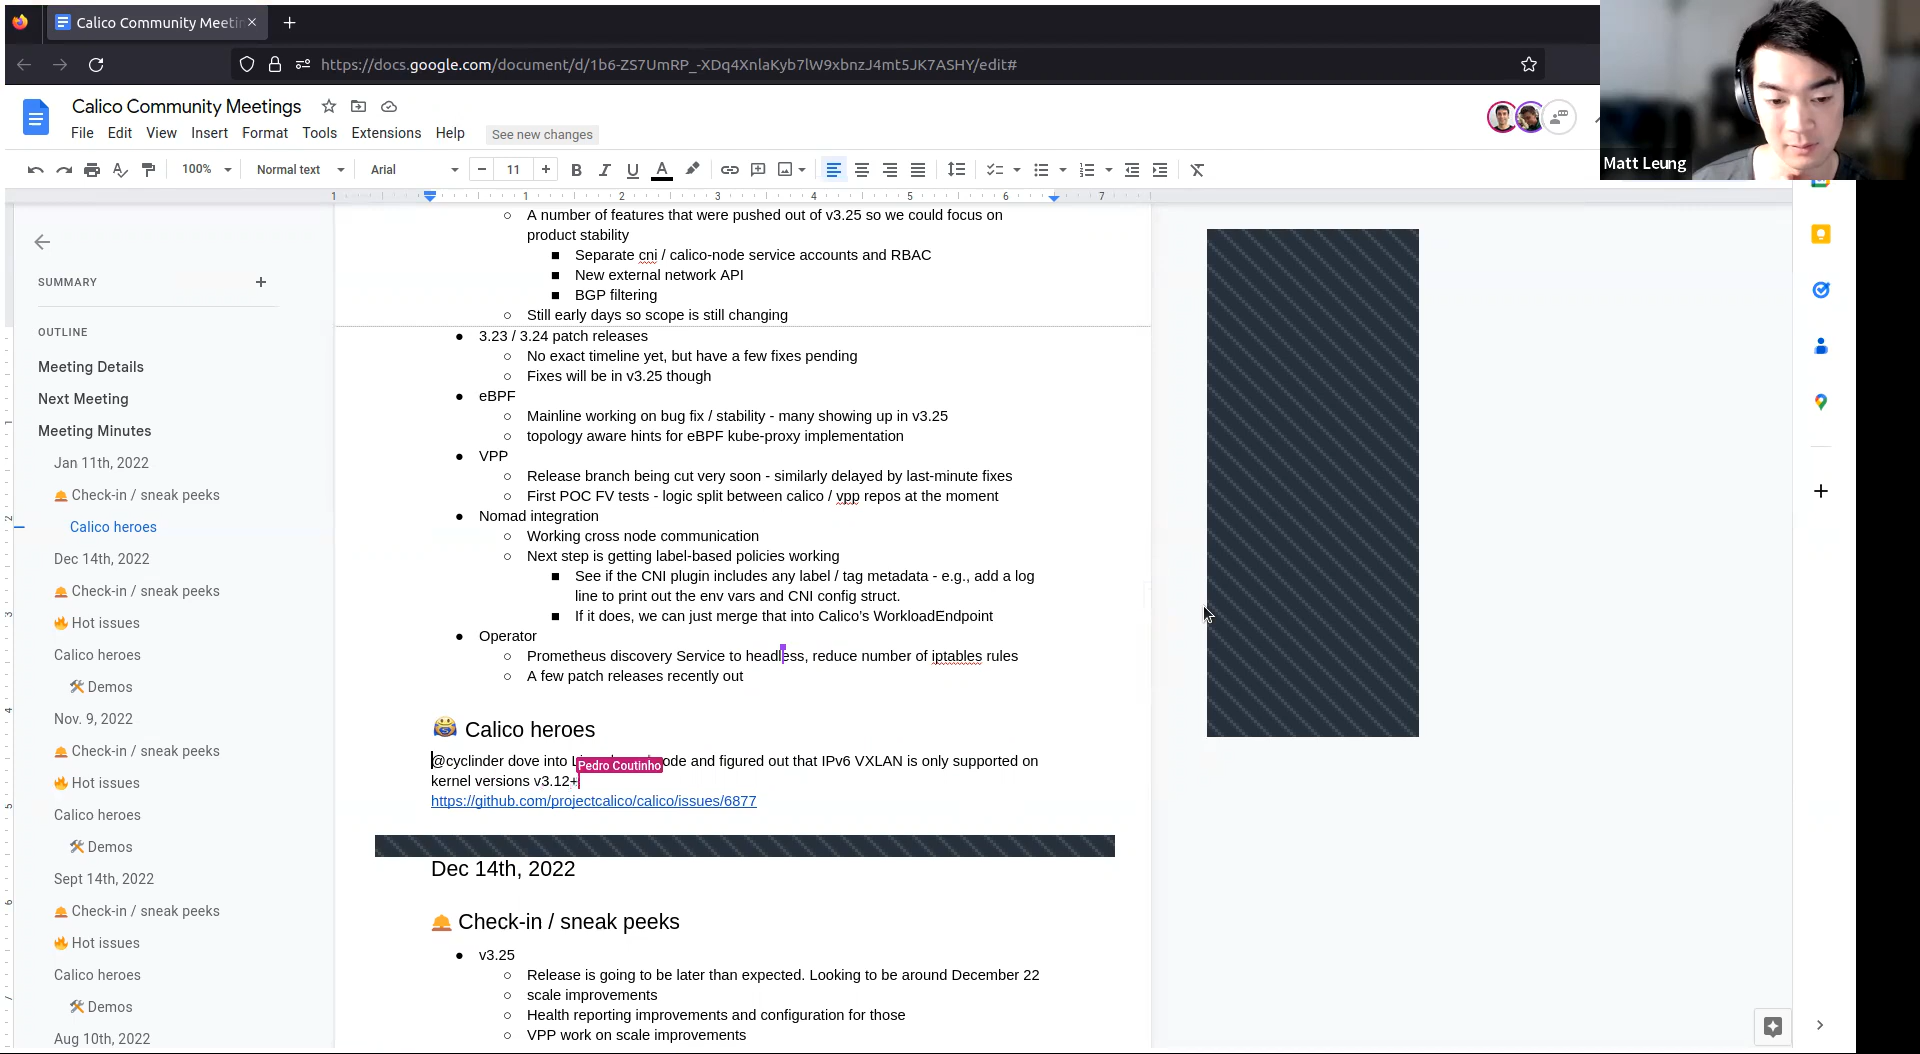 Calico Community Meetin
https://docs.google.com/document/d/1b6-ZS7UmRP_-XDq4XnlaKyb7lW9xbnzJ4mt5JK7ASHY/edit#
Matt Leung
Calico Community Meetings
File Edit View Insert Format Tools Extensions Help See new changes
100% Normal text Arial 11
1 1 2 3 4 5 6 7
SUMMARY
OUTLINE
Meeting Details
Next Meeting
Meeting Minutes
Jan 11th, 2022
Check-in / sneak peeks
Calico heroes
Dec 14th, 2022
Check-in / sneak peeks
Hot issues
Calico heroes
Demos
Nov. 9, 2022
Check-in / sneak peeks
Hot issues
Calico heroes
Demos
Sept 14th, 2022
Check-in / sneak peeks
Hot issues
Calico heroes
Demos
Aug 10th, 2022
A number of features that were pushed out of v3.25 so we could focus on
product stability
Separate cni / calico-node service accounts and RBAC
New external network API
BGP filtering
Still early days so scope is still changing
3.23 / 3.24 patch releases
No exact timeline yet, but have a few fixes pending
Fixes will be in v3.25 though
eBPF
Mainline working on bug fix / stability - many showing up in v3.25
topology aware hints for eBPF kube-proxy implementation
VPP
Release branch being cut very soon - similarly delayed by last-minute fixes
First POC FV tests - logic split between calico / vpp repos at the moment
Nomad integration
Working cross node communication
Next step is getting label-based policies working
See if the CNI plugin includes any label / tag metadata - e.g., add a log
line to print out the env vars and CNI config struct.
If it does, we can just merge that into Calico's WorkloadEndpoint
Operator
Prometheus discovery Service to headless, reduce number of iptables rules
A few patch releases recently out
Calico heroes
@cyclinder dove into and figured out that IPv6 VXLAN is only supported on
Pedro Coutinho
kernel versions v3.12+
https://github.com/projectcalico/calico/issues/6877
Dec 14th, 2022
Check-in / sneak peeks
v3.25
Release is going to be later than expected. Looking to be around December 22
scale improvements
Health reporting improvements and configuration for those
VPP work on scale improvements